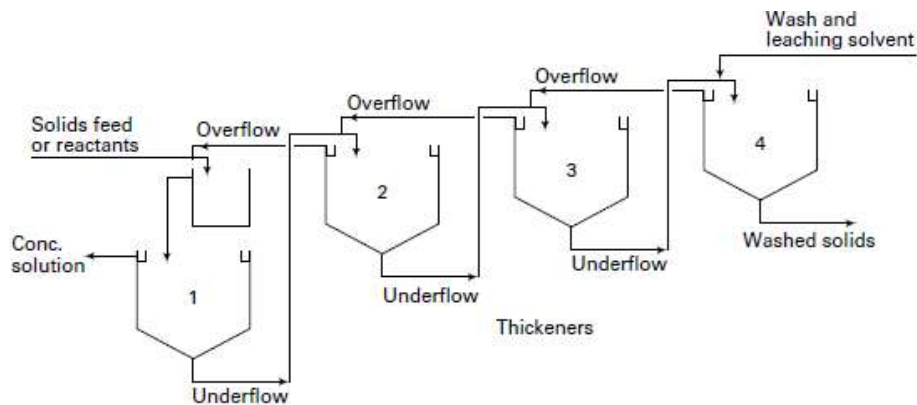 Wash and
leaching solvent
Overflow
Overflow
Solids feed
or reactants
Overflow
4
3
2
Conc.
solution
Washed solids
Underflow
1
Underflow
Thickeners
Underflow